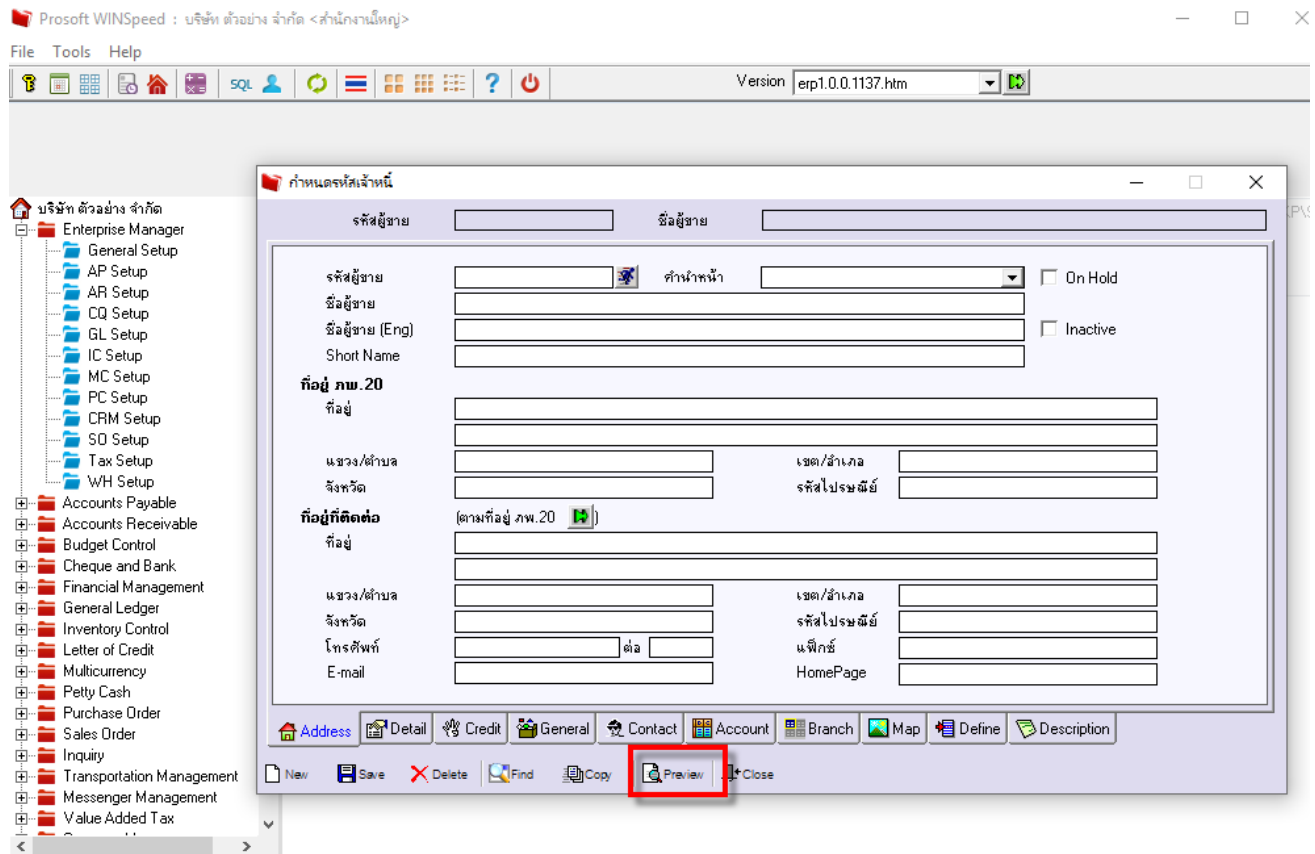 Prosoft WINSpeed : บริษัท ตัวอย่าง จำกัด <สำนักงานใหญ่>
File Tools Help
SQL ? Version erp1.0.0.1137.htm
กำหนดรหัสเจ้าหนี้
รหัสผู้ขาย ชื่อผู้ขาย
บริษัท ตัวอย่าง จำกัด
Enterprise Manager
General Setup
AP Setup
AR Setup
CQ Setup
GL Setup
IC Setup
MC Setup
PC Setup
CRM Setup
SO Setup
Tax Setup
WH Setup
Accounts Payable
Accounts Receivable
Budget Control
Cheque and Bank
Financial Management
General Ledger
Inventory Control
Letter of Credit
Multicurrency
Petty Cash
Purchase Order
Sales Order
Inquiry
Transportation Management
Messenger Management
Value Added Tax
รหัสผู้ขาย คำนำหน้า On Hold
ชื่อผู้ขาย
ชื่อผู้ขาย (Eng) Inactive
Short Name
ที่อยู่ ภพ.20
ที่อยู่
แขวง/ตำบล เขต/อำเภอ
จังหวัด รหัสไปรษณีย์
ที่อยู่ที่ติดต่อ (ตามที่อยู่ ภพ.20 )
ที่อยู่
แขวง/ตำบล เขต/อำเภอ
จังหวัด รหัสไปรษณีย์
โทรศัพท์ ต่อ แฟ็กซ์
E-mail HomePage
Address Detail Credit General Contact Account Branch Map Define Description
New Save Delete Find Copy Preview Close